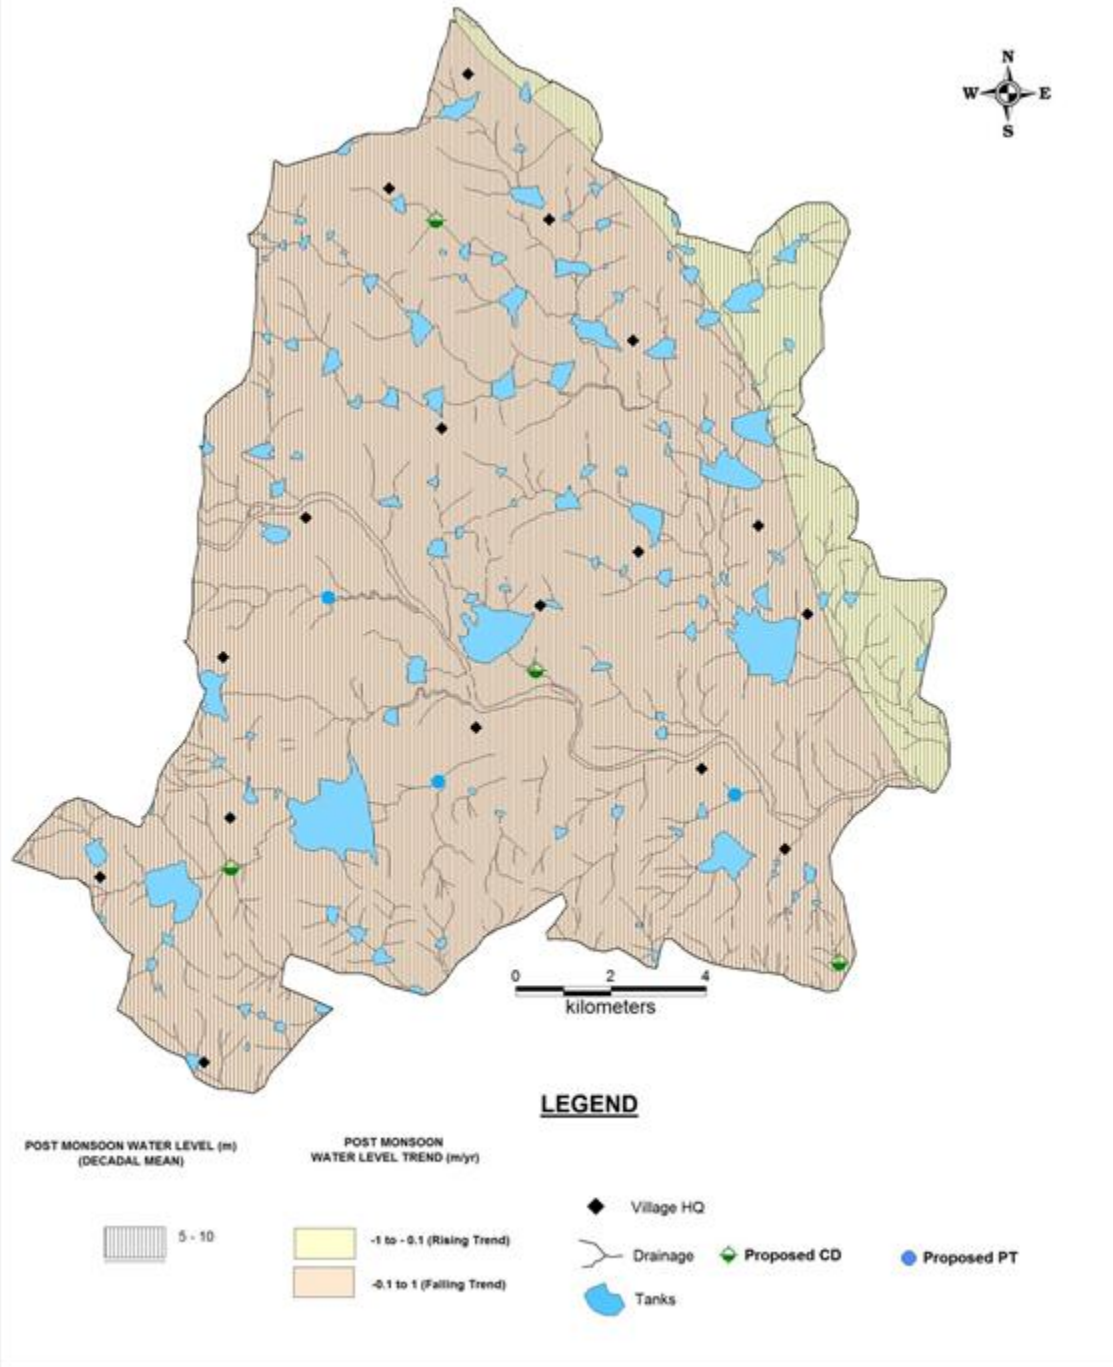 N
W E
S
0 2 4
kilometers
LEGEND
POST MONSOON WATER LEVEL (m)
(DECADAL MEAN)
5 - 10
POST MONSOON
WATER LEVEL TREND (m/yr)
-1 to - 0.1 (Rising Trend)
-0.1 to 1 (Falling Trend)
Village HQ
Drainage
Proposed CD
Proposed PT
Tanks